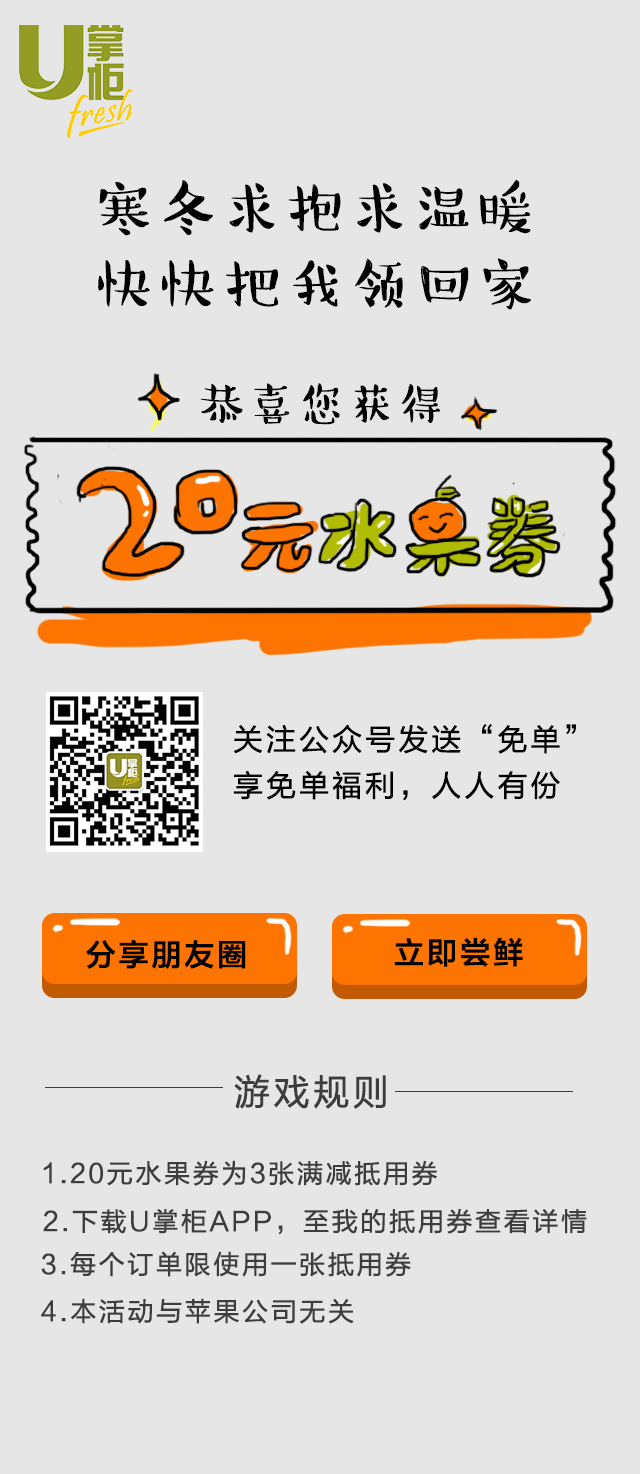 U掌柜
fresh
寒冬求抱求温暖
快快把我领回家
恭喜您获得
20元水果券
U掌柜
fresh
关注公众号发送“免单”
享免单福利，人人有份
分享朋友圈
立即尝鲜
游戏规则
1.20元水果券为3张满减抵用券
2.下载U掌柜APP，至我的抵用券查看详情
3.每个订单限使用一张抵用券
4.本活动与苹果公司无关